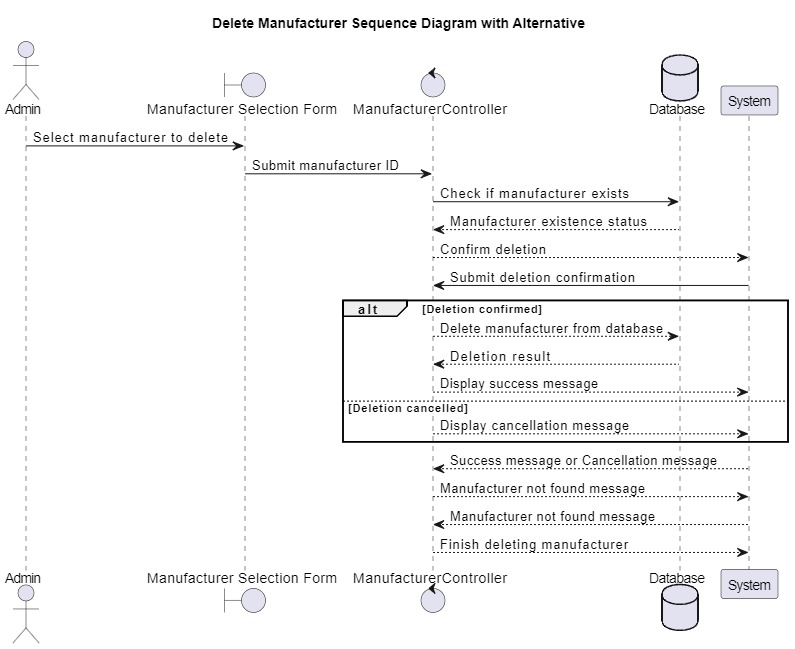 Delete Manufacturer Sequence Diagram with Alternative
Admin
Manufacturer Selection Form
ManufacturerController
Database
System
Select manufacturer to delete
Submit manufacturer ID
Check if manufacturer exists
Manufacturer existence status
Confirm deletion
Submit deletion confirmation
alt
[Deletion confirmed]
Delete manufacturer from database
Deletion result
Display success message
[Deletion cancelled]
Display cancellation message
Success message or Cancellation message
Manufacturer not found message
Manufacturer not found message
Finish deleting manufacturer
Admin
Manufacturer Selection Form
ManufacturerController
Database
System